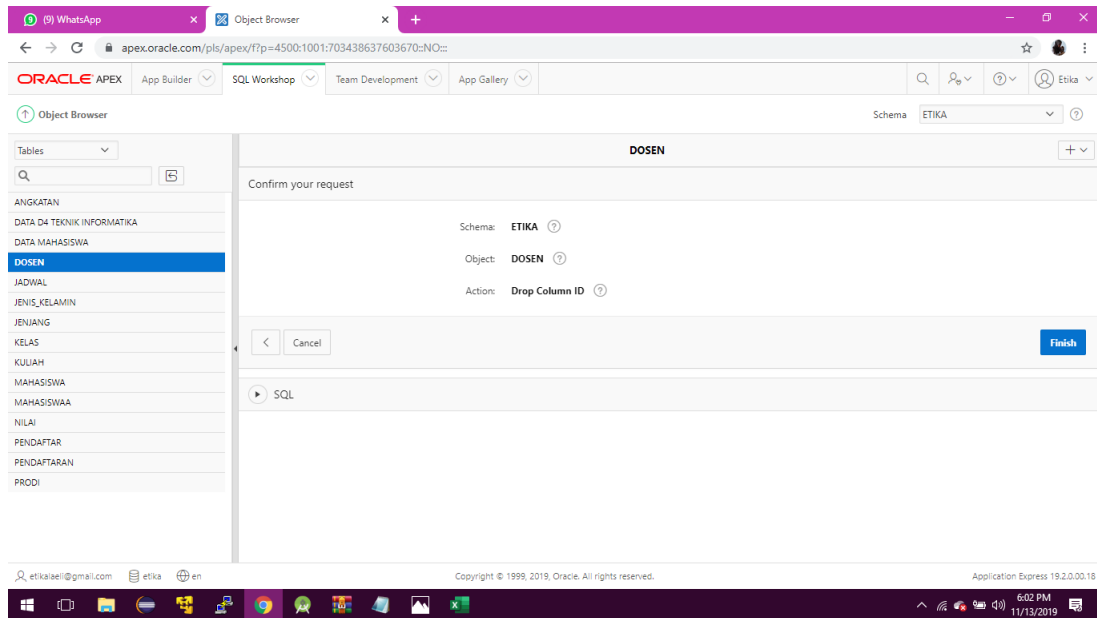 (9) WhatsApp
Object Browser
apex.oracle.com/pls/apex/f?p=4500:1001:703438637603670::NO:::
ORACLE APEX App Builder SQL Workshop Team Development App Gallery Etika
Object Browser Schema ETIKA
Tables
DOSEN
Confirm your request
ANGKATAN
DATA D4 TEKNIK INFORMATIKA
DATA MAHASISWA
DOSEN
JADWAL
JENIS_KELAMIN
JENJANG
KELAS
KULIAH
MAHASISWA
MAHASISWAA
NILAI
PENDAFTAR
PENDAFTARAN
PRODI
Schema: ETIKA
Object: DOSEN
Action: Drop Column ID
Cancel
Finish
SQL
etikalaeli@gmail.com etika en Copyright © 1999, 2019, Oracle. All rights reserved. Application Express 19.2.0.00.18
6:02 PM
11/13/2019